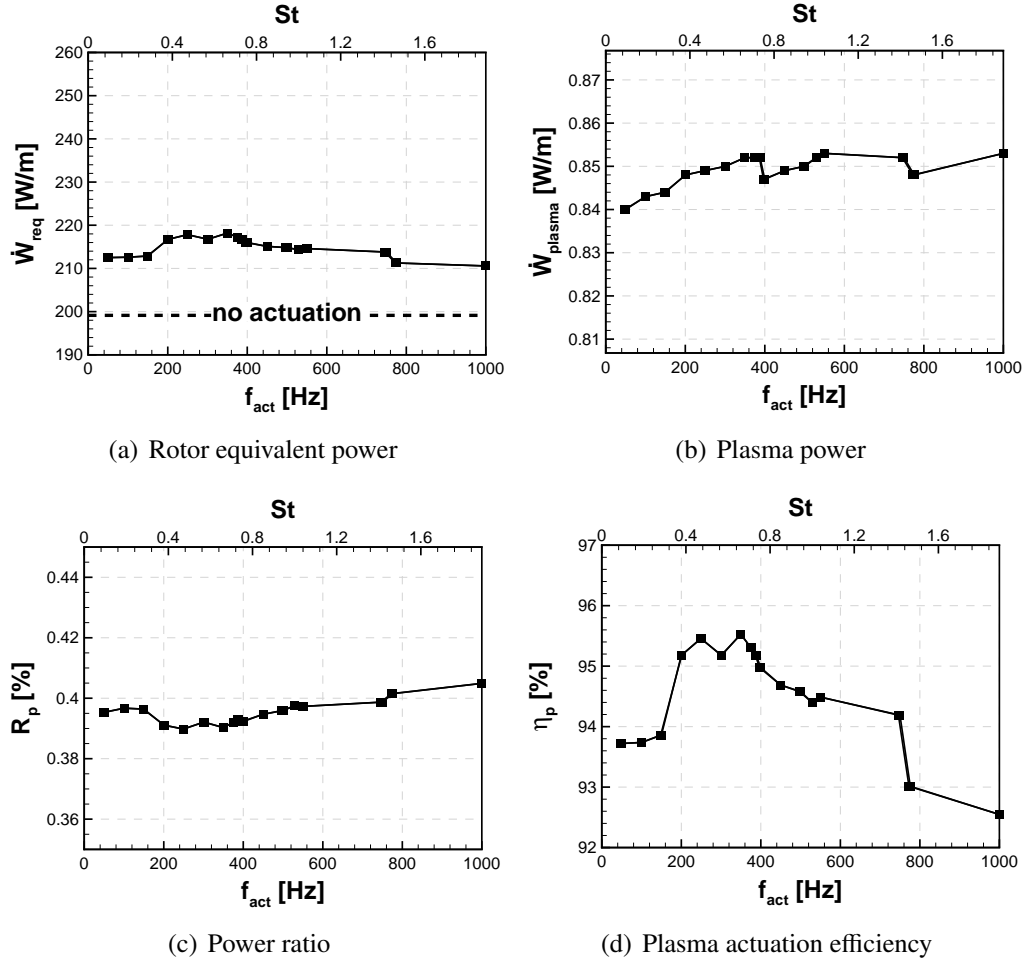 St
0 0.4 0.8 1.2 1.6
260
250
240
230
220
210
200
190
Ẇreq [W/m]
no actuation
0 200 400 600 800 1000
fact [Hz]
(a) Rotor equivalent power
St
0 0.4 0.8 1.2 1.6
0.87
0.86
0.85
0.84
0.83
0.82
0.81
Ẇplasma [W/m]
0 200 400 600 800 1000
fact [Hz]
(b) Plasma power
St
0 0.4 0.8 1.2 1.6
0.44
0.42
0.4
0.38
0.36
Rp [%]
0 200 400 600 800 1000
fact [Hz]
(c) Power ratio
St
0 0.4 0.8 1.2 1.6
97
96
95
94
93
92
ηp [%]
0 200 400 600 800 1000
fact [Hz]
(d) Plasma actuation efficiency